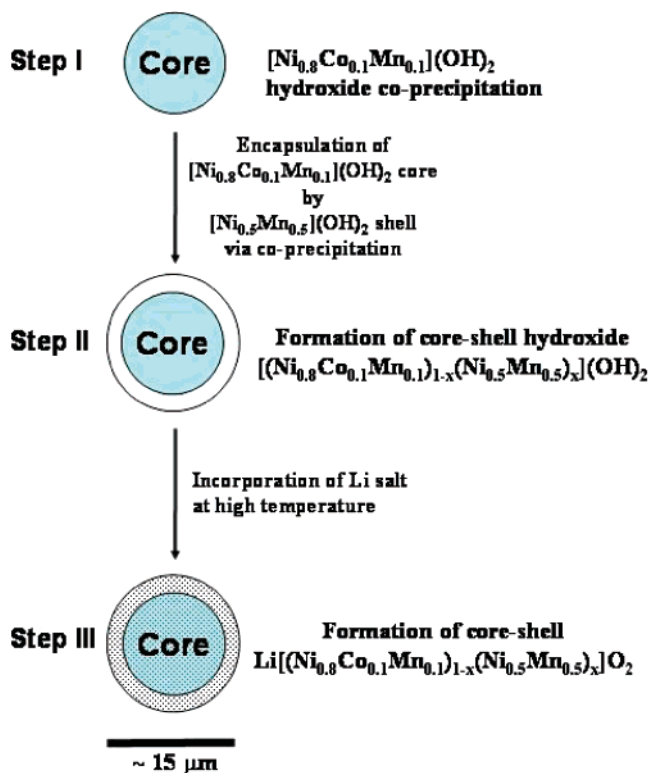 Step I
Core
[Ni₀.₈Co₀.₁Mn₀.₁](OH)₂
hydroxide co-precipitation
Encapsulation of
[Ni₀.₈Co₀.₁Mn₀.₁](OH)₂ core
by
[Ni₀.₅Mn₀.₅](OH)₂ shell
via co-precipitation
Step II
Core
Formation of core-shell hydroxide
[(Ni₀.₈Co₀.₁Mn₀.₁)₁₋ₓ(Ni₀.₅Mn₀.₅)ₓ](OH)₂
Incorporation of Li salt
at high temperature
Step III
Core
Formation of core-shell
Li[(Ni₀.₈Co₀.₁Mn₀.₁)₁₋ₓ(Ni₀.₅Mn₀.₅)ₓ]O₂
~ 15 μm